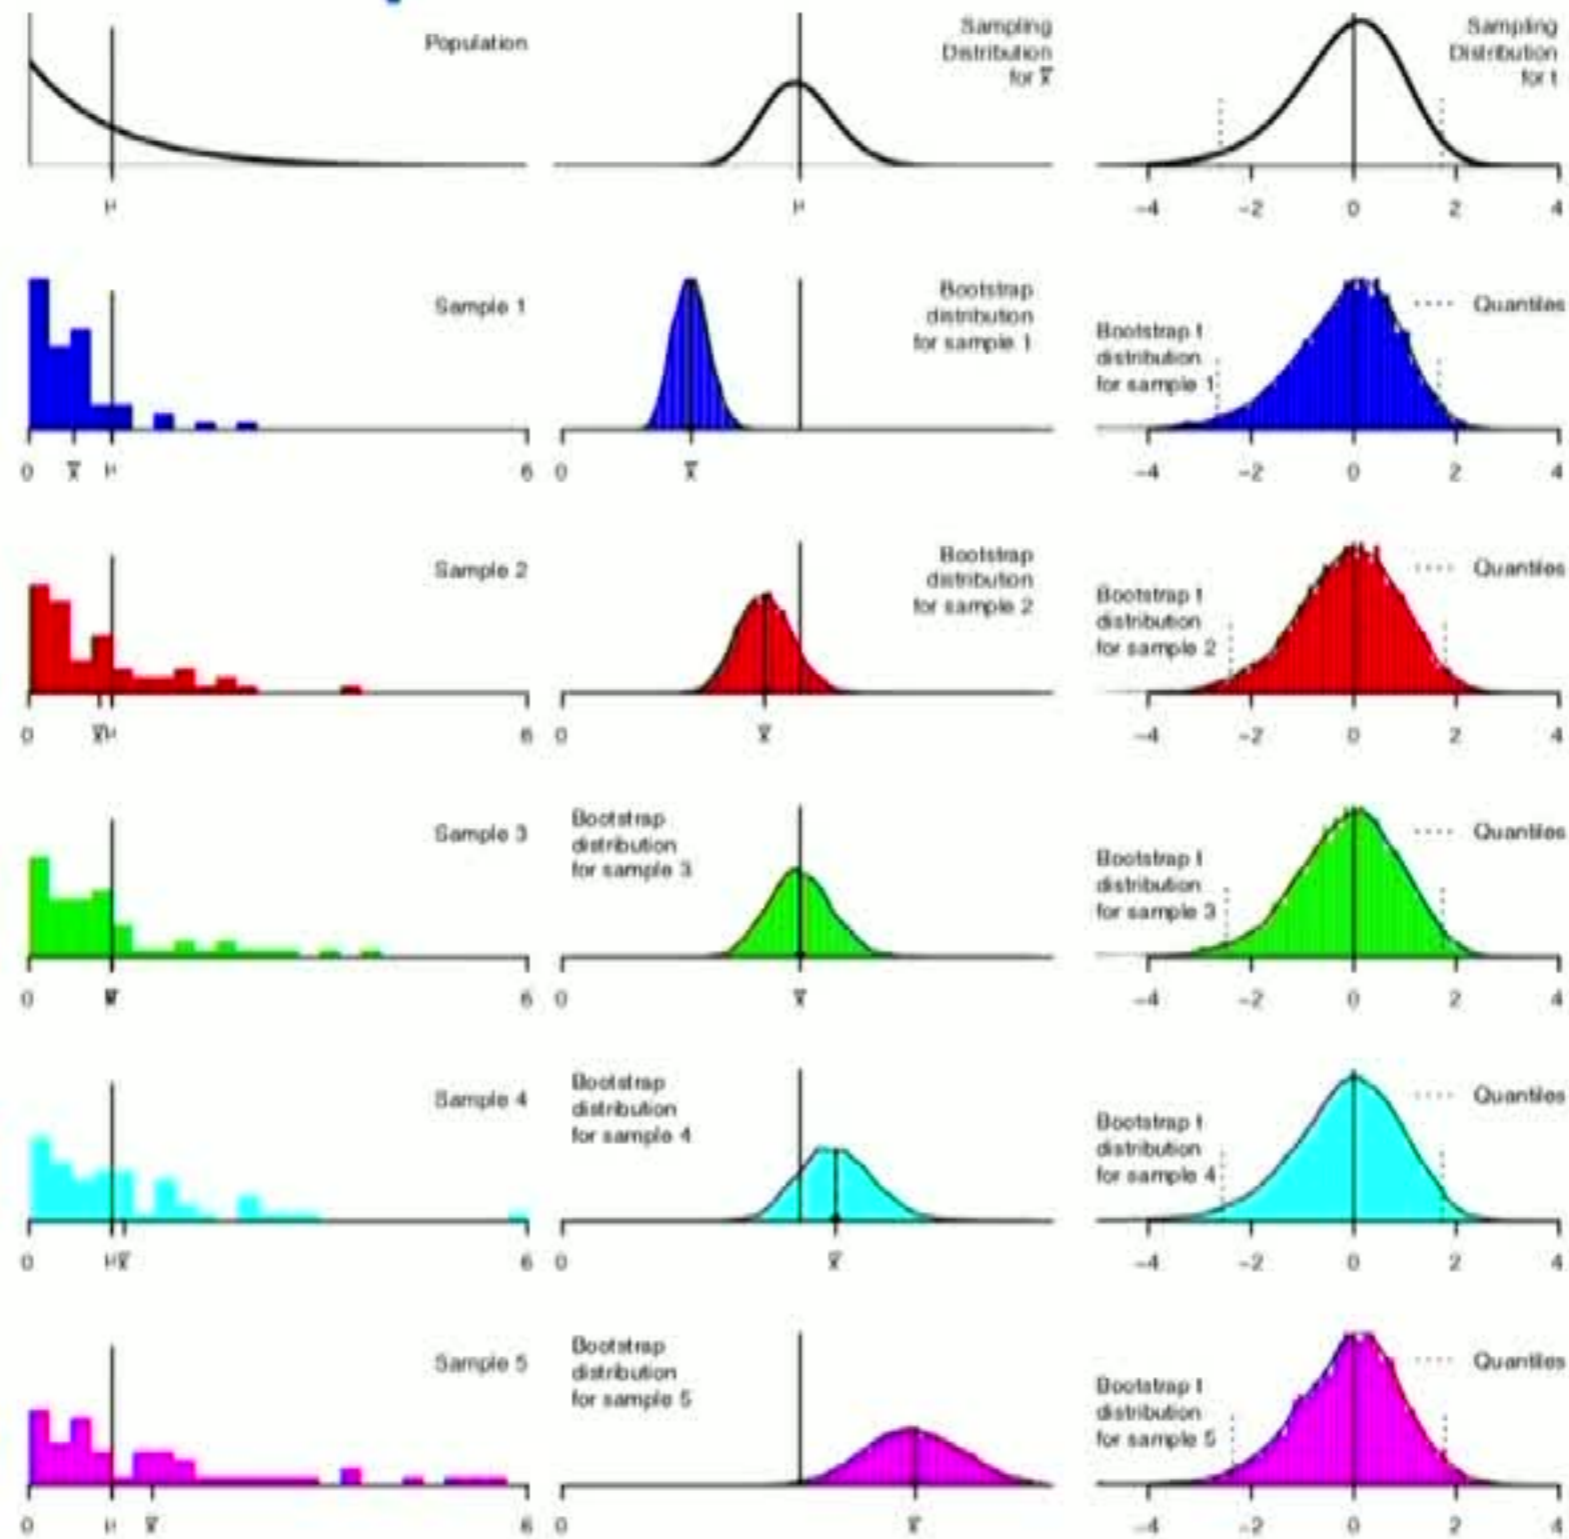 Population
μ
Sampling
Distribution
for x̄
μ
Sampling
Distribution
for t
-4 -2 0 2 4
Sample 1
0 x̄ μ 6
Bootstrap
distribution
for sample 1
0 x̄
Quantiles
Bootstrap t
distribution
for sample 1
-4 -2 0 2 4
Sample 2
0 x̄ μ 6
Bootstrap
distribution
for sample 2
0 x̄
Quantiles
Bootstrap t
distribution
for sample 2
-4 -2 0 2 4
Sample 3
0 6
Bootstrap
distribution
for sample 3
0 x̄
Quantiles
Bootstrap t
distribution
for sample 3
-4 -2 0 2 4
Sample 4
0 μ x̄ 6
Bootstrap
distribution
for sample 4
0 x̄
Quantiles
Bootstrap t
distribution
for sample 4
-4 -2 0 2 4
Sample 5
0 μ x̄ 6
Bootstrap
distribution
for sample 5
0 x̄
Quantiles
Bootstrap t
distribution
for sample 5
-4 -2 0 2 4